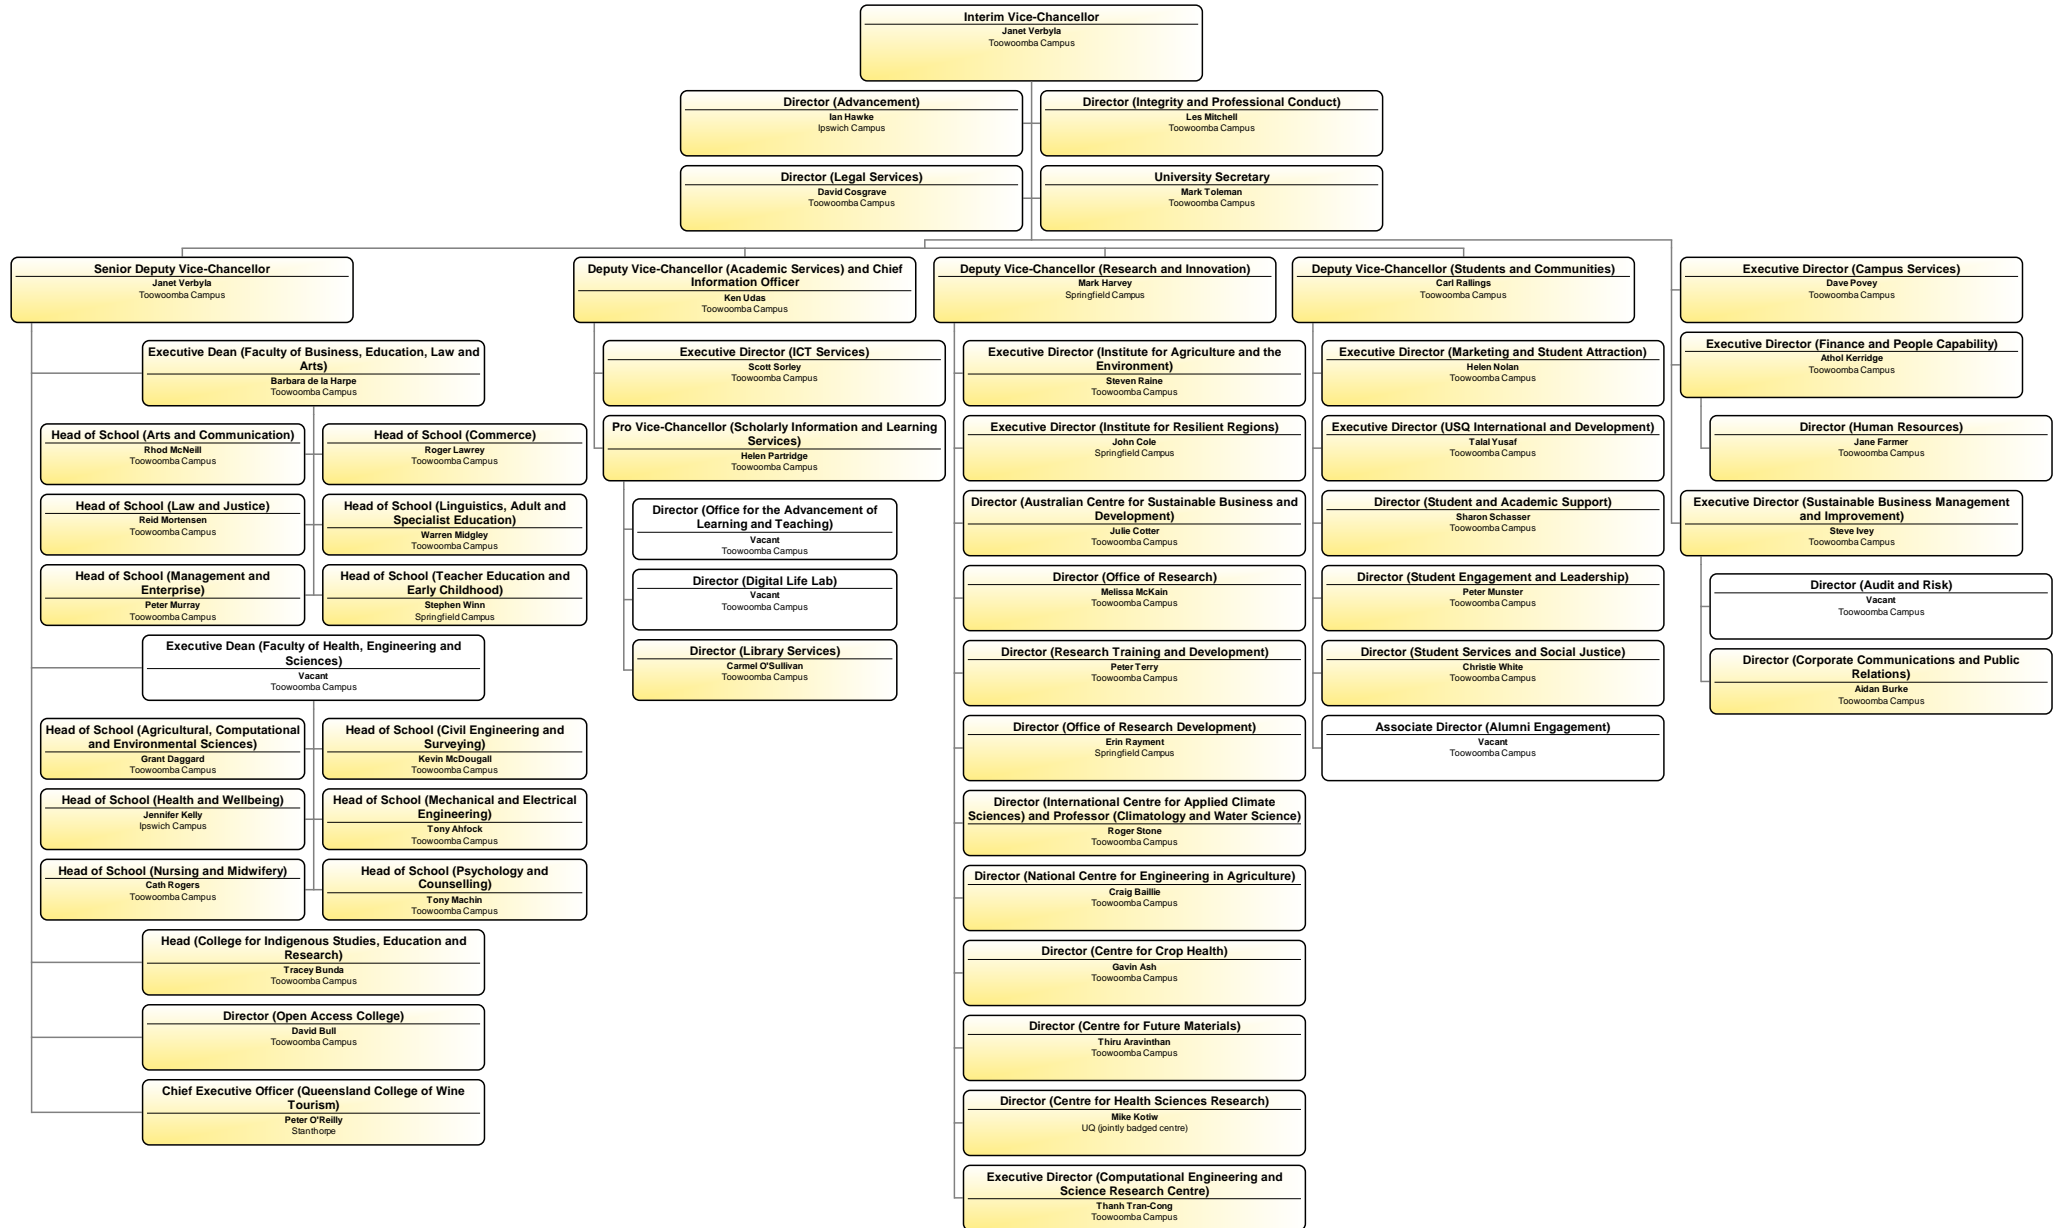 Interim Vice-Chancellor
Janet Verbyla
Toowoomba Campus
Director (Advancement)
Ian Hawke
Ipswich Campus
Director (Integrity and Professional Conduct)
Les Mitchell
Toowoomba Campus
Director (Legal Services)
David Cosgrave
Toowoomba Campus
University Secretary
Mark Toleman
Toowoomba Campus
Senior Deputy Vice-Chancellor
Janet Verbyla
Toowoomba Campus
Executive Dean (Faculty of Business, Education, Law and
Arts)
Barbara de la Harpe
Toowoomba Campus
Head of School (Arts and Communication)
Rhod McNeill
Toowoomba Campus
Head of School (Commerce)
Roger Lawrey
Toowoomba Campus
Head of School (Law and Justice)
Reid Mortensen
Toowoomba Campus
Head of School (Linguistics, Adult and
Specialist Education)
Warren Midgley
Toowoomba Campus
Head of School (Management and
Enterprise)
Peter Murray
Toowoomba Campus
Head of School (Teacher Education and
Early Childhood)
Stephen Winn
Springfield Campus
Executive Dean (Faculty of Health, Engineering and
Sciences)
Vacant
Toowoomba Campus
Head of School (Agricultural, Computational
and Environmental Sciences)
Grant Daggard
Toowoomba Campus
Head of School (Civil Engineering and
Surveying)
Kevin McDougall
Toowoomba Campus
Head of School (Health and Wellbeing)
Jennifer Kelly
Ipswich Campus
Head of School (Mechanical and Electrical
Engineering)
Tony Ahfock
Toowoomba Campus
Head of School (Nursing and Midwifery)
Cath Rogers
Toowoomba Campus
Head of School (Psychology and
Counselling)
Tony Machin
Toowoomba Campus
Head (College for Indigenous Studies, Education and
Research)
Tracey Bunda
Toowoomba Campus
Director (Open Access College)
David Bull
Toowoomba Campus
Chief Executive Officer (Queensland College of Wine
Tourism)
Peter O'Reilly
Stanthorpe
Deputy Vice-Chancellor (Academic Services) and Chief
Information Officer
Ken Udas
Toowoomba Campus
Executive Director (ICT Services)
Scott Sorley
Toowoomba Campus
Pro Vice-Chancellor (Scholarly Information and Learning
Services)
Helen Partridge
Toowoomba Campus
Director (Office for the Advancement of
Learning and Teaching)
Vacant
Toowoomba Campus
Director (Digital Life Lab)
Vacant
Toowoomba Campus
Director (Library Services)
Carmel O'Sullivan
Toowoomba Campus
Deputy Vice-Chancellor (Research and Innovation)
Mark Harvey
Springfield Campus
Executive Director (Institute for Agriculture and the
Environment)
Steven Raine
Toowoomba Campus
Executive Director (Institute for Resilient Regions)
John Cole
Springfield Campus
Director (Australian Centre for Sustainable Business and
Development)
Julie Cotter
Toowoomba Campus
Director (Office of Research)
Melissa McKain
Toowoomba Campus
Director (Research Training and Development)
Peter Terry
Toowoomba Campus
Director (Office of Research Development)
Erin Rayment
Springfield Campus
Director (International Centre for Applied Climate
Sciences) and Professor (Climatology and Water Science)
Roger Stone
Toowoomba Campus
Director (National Centre for Engineering in Agriculture)
Craig Baillie
Toowoomba Campus
Director (Centre for Crop Health)
Gavin Ash
Toowoomba Campus
Director (Centre for Future Materials)
Thiru Aravinthan
Toowoomba Campus
Director (Centre for Health Sciences Research)
Mike Kotiw
UQ (jointly badged centre)
Executive Director (Computational Engineering and
Science Research Centre)
Thanh Tran-Cong
Toowoomba Campus
Deputy Vice-Chancellor (Students and Communities)
Carl Rallings
Toowoomba Campus
Executive Director (Marketing and Student Attraction)
Helen Nolan
Toowoomba Campus
Executive Director (USQ International and Development)
Talal Yusaf
Toowoomba Campus
Director (Student and Academic Support)
Sharon Schasser
Toowoomba Campus
Director (Student Engagement and Leadership)
Peter Munster
Toowoomba Campus
Director (Student Services and Social Justice)
Christie White
Toowoomba Campus
Associate Director (Alumni Engagement)
Vacant
Toowoomba Campus
Executive Director (Campus Services)
Dave Povey
Toowoomba Campus
Executive Director (Finance and People Capability)
Athol Kerridge
Toowoomba Campus
Director (Human Resources)
Jane Farmer
Toowoomba Campus
Executive Director (Sustainable Business Management
and Improvement)
Steve Ivey
Toowoomba Campus
Director (Audit and Risk)
Vacant
Toowoomba Campus
Director (Corporate Communications and Public
Relations)
Aidan Burke
Toowoomba Campus